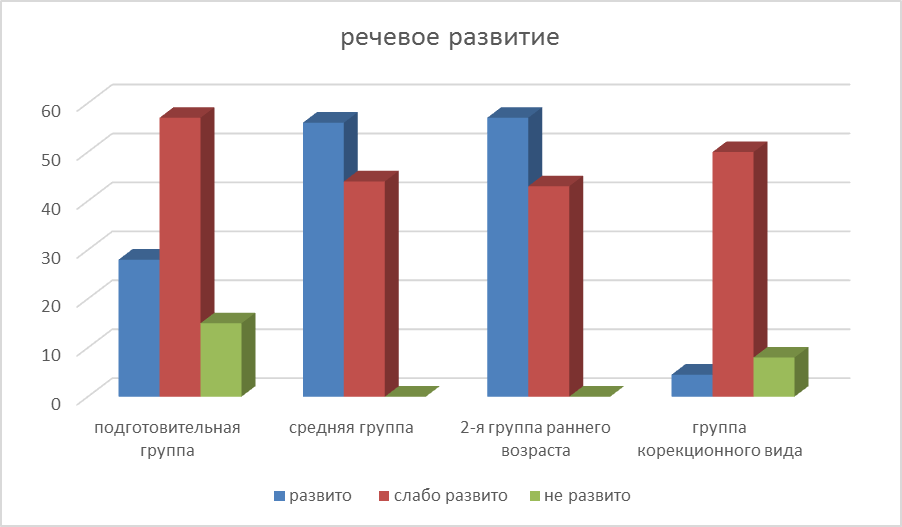 речевое развитие
60
50
40
30
20
10
0
подготовительная
группа
средняя группа
2-я группа раннего
возраста
группа
корекционного вида
развито
слабо развито
не развито